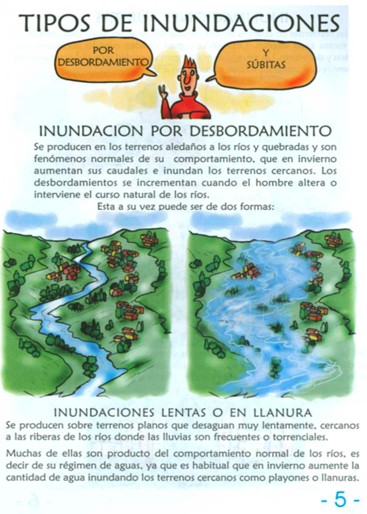 TIPOS DE INUNDACIONES
POR
DESBORDAMIENTO
Y
SÚBITAS
INUNDACION POR DESBORDAMIENTO
Se producen en los terrenos aledaños a los ríos y quebradas y son
fenómenos normales de su comportamiento, que en invierno
aumentan sus caudales e inundan los terrenos cercanos. Los
desbordamientos se incrementan cuando el hombre altera o
interviene el curso natural de los ríos.
Esta a su vez puede ser de dos formas:
INUNDACIONES LENTAS O EN LLANURA
Se producen sobre terrenos planos que desaguan muy lentamente, cercanos
a las riberas de los ríos donde las lluvias son frecuentes o torrenciales.
Muchas de ellas son producto del comportamiento normal de los ríos, es
decir de su régimen de aguas, ya que es habitual que en invierno aumente la
cantidad de agua inundando los terrenos cercanos como playones o llanuras.
- 5 -